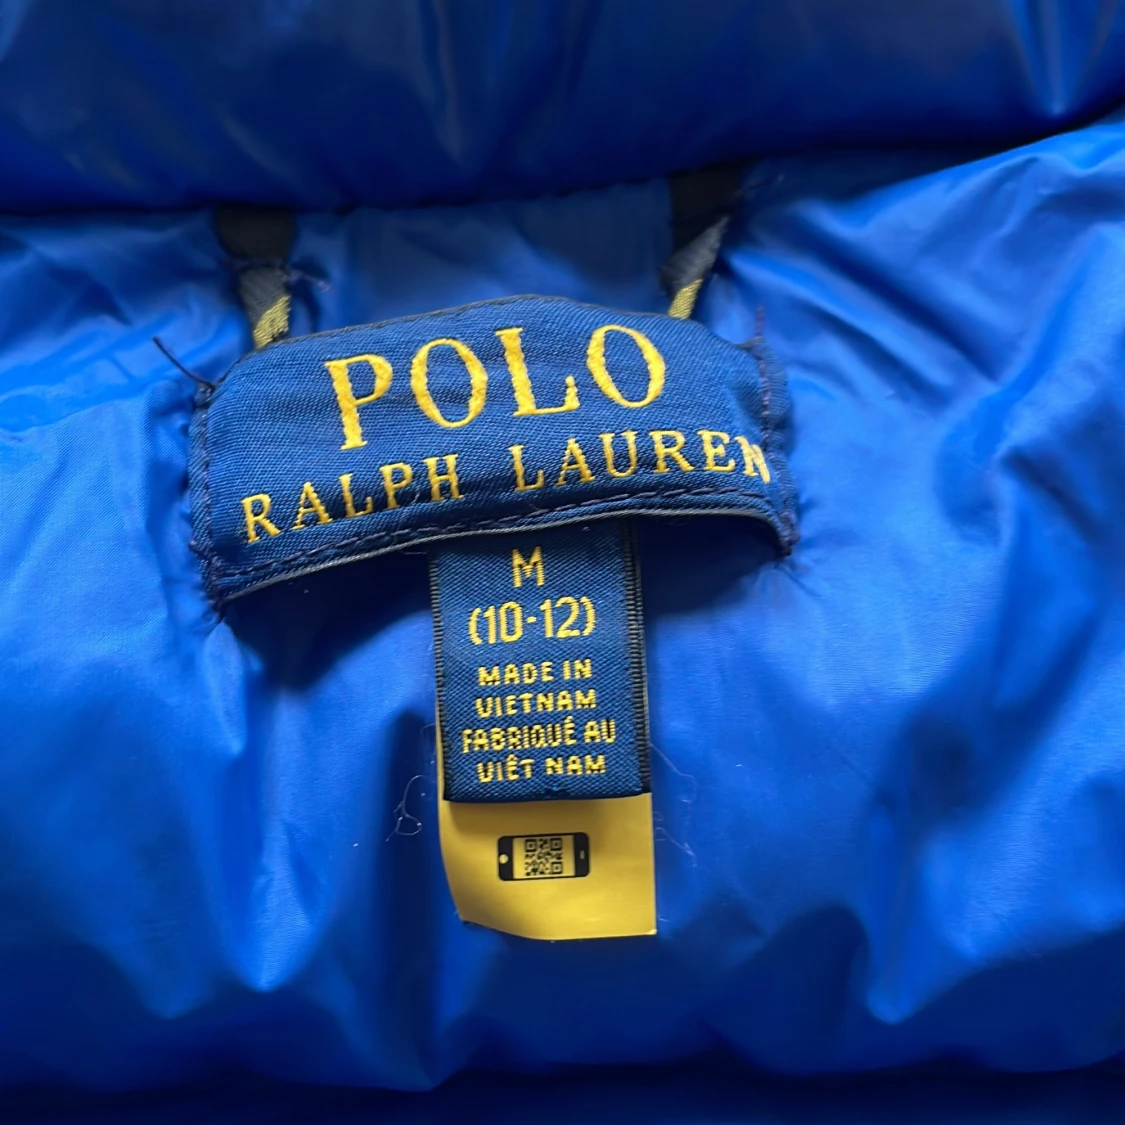 POLO
RALPH LAUREN
M
(10-12)
MADE IN
VIETNAM
FABRIQUÉ AU
VIÊT NAM